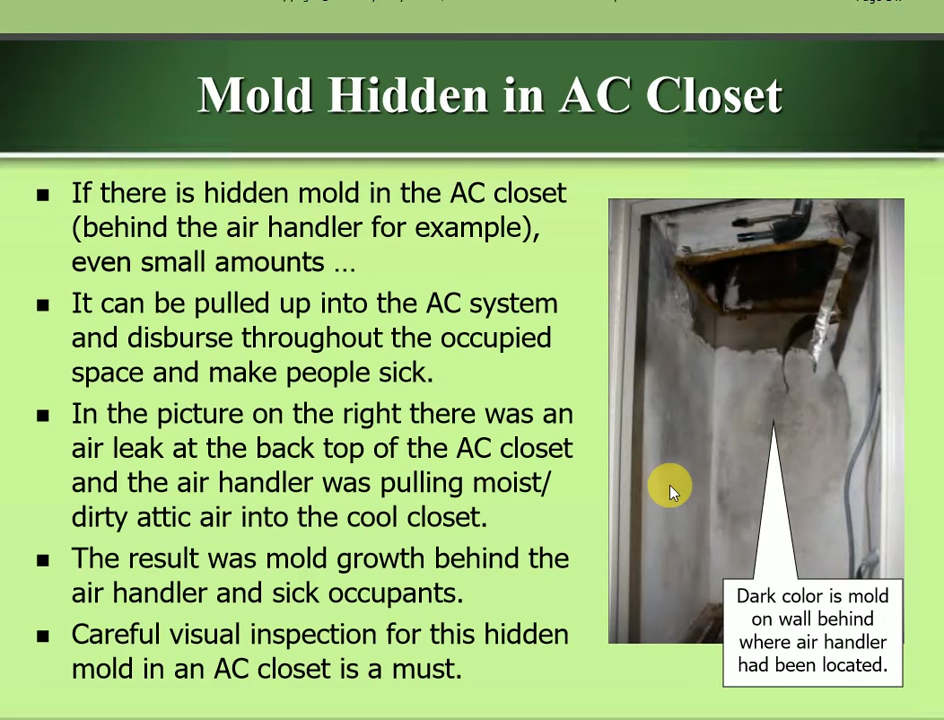 Mold Hidden in AC Closet
■ If there is hidden mold in the AC closet
(behind the air handler for example),
even small amounts ...
■ It can be pulled up into the AC system
and disburse throughout the occupied
space and make people sick.
■ In the picture on the right there was an
air leak at the back top of the AC closet
and the air handler was pulling moist/
dirty attic air into the cool closet.
■ The result was mold growth behind the
air handler and sick occupants.
■ Careful visual inspection for this hidden
mold in an AC closet is a must.
Dark color is mold
on wall behind
where air handler
had been located.